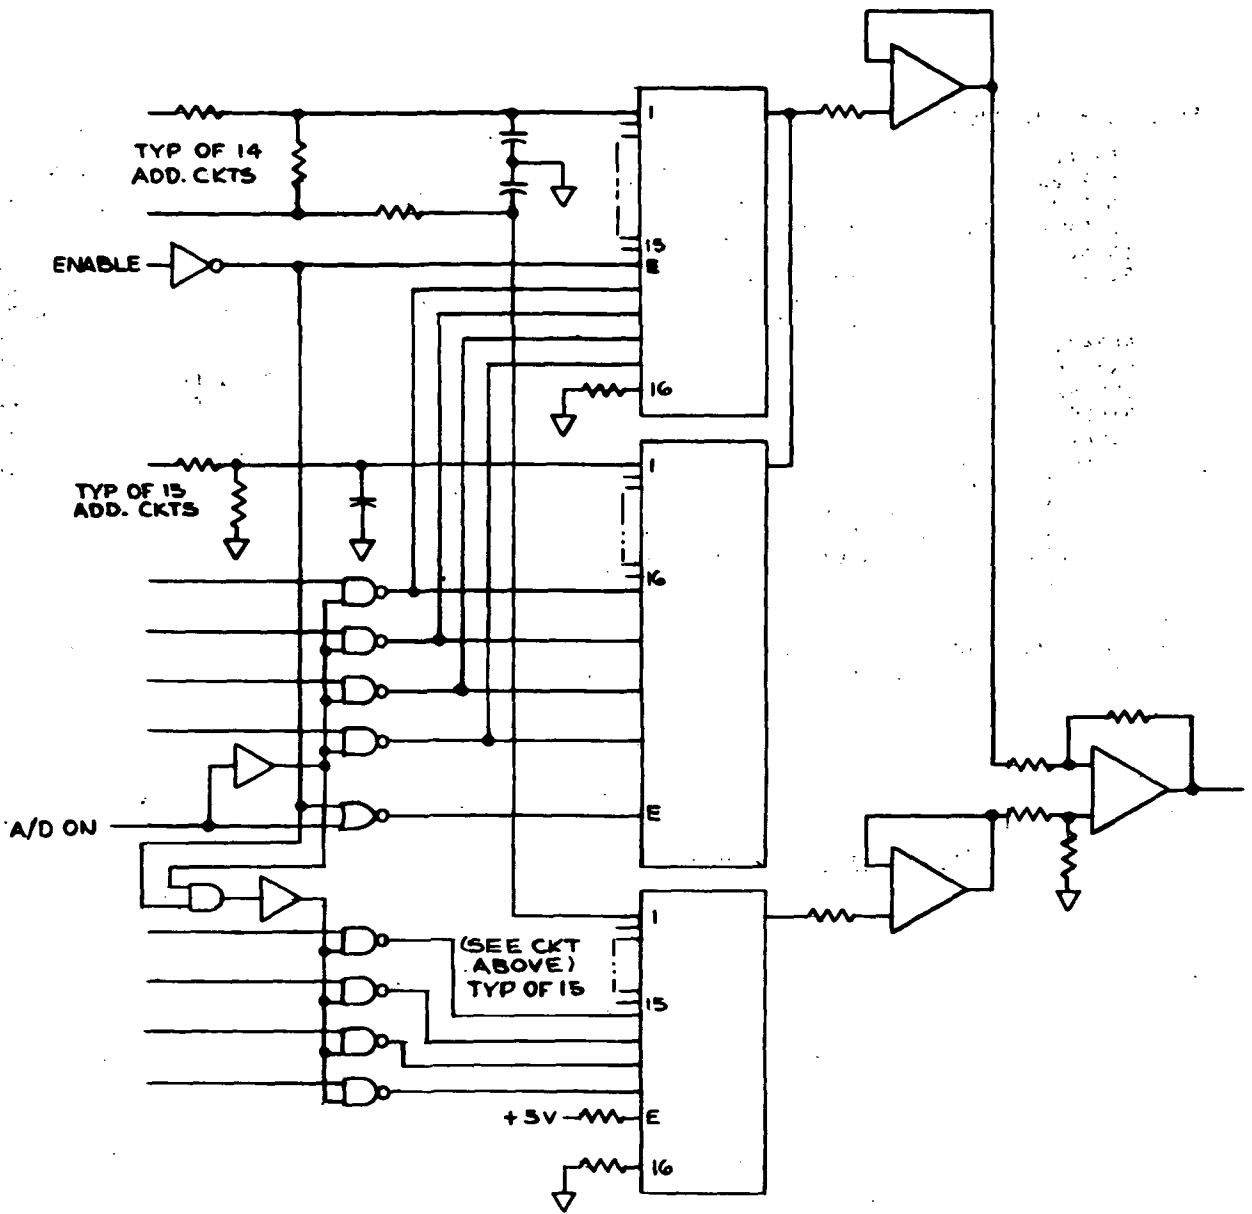 1
TYP OF 14
ADD. CKTS
15
ENABLE
E
16
1
TYP OF 15
ADD. CKTS
16
A/D ON
E
1
(SEE CKT
ABOVE)
TYP OF 15
15
+5V
E
16